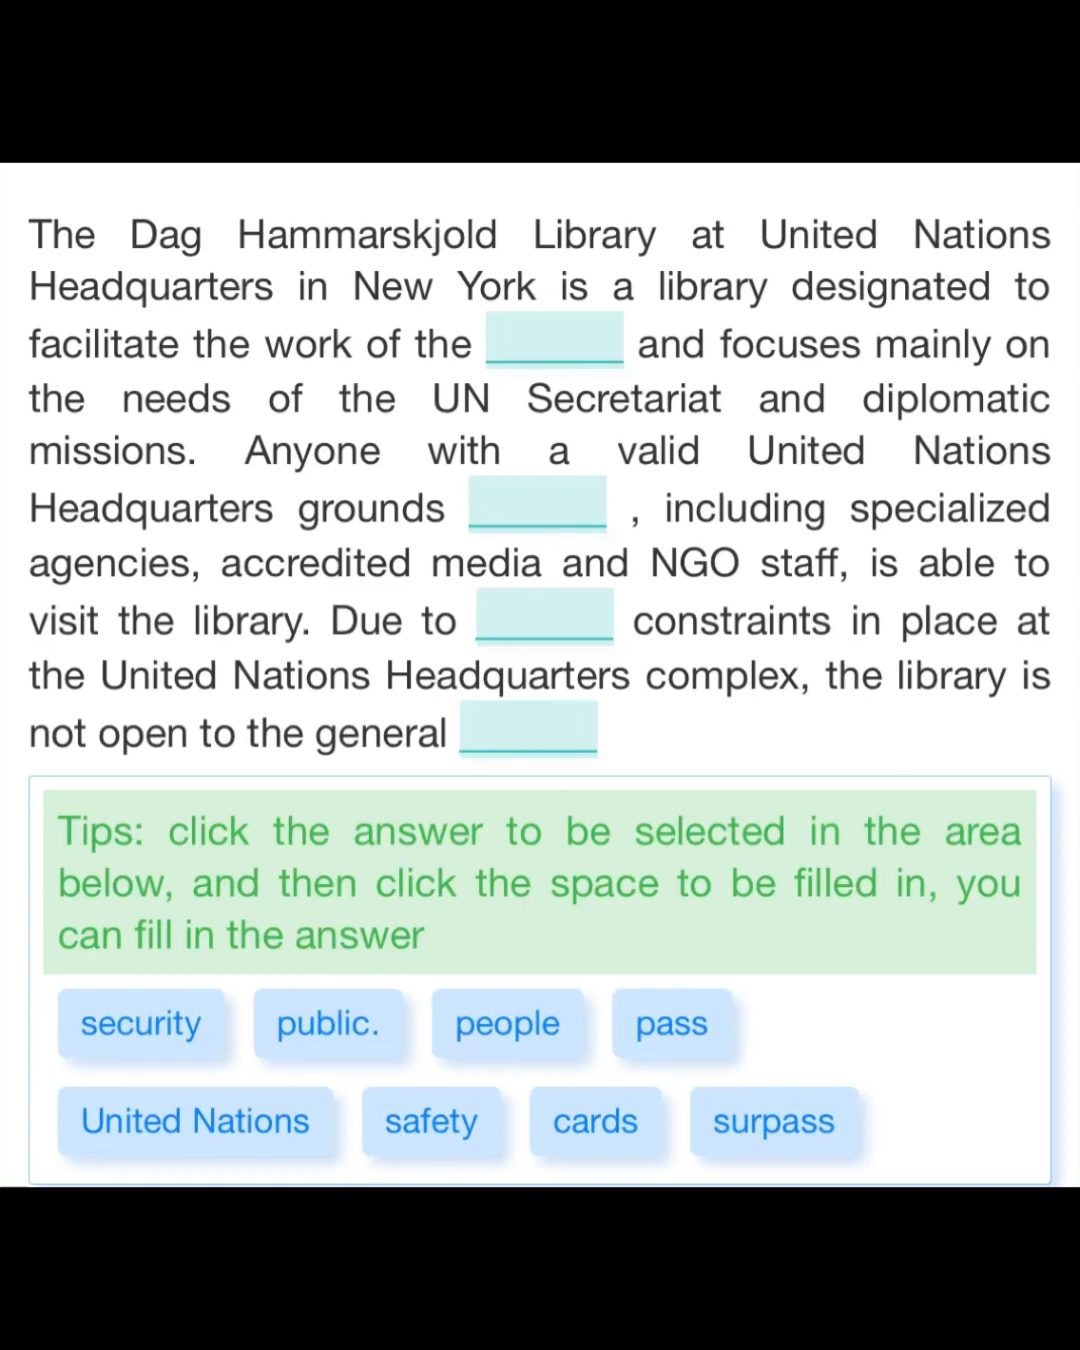 The Dag Hammarskjold Library at United Nations
Headquarters in New York is a library designated to
facilitate the work of the and focuses mainly on
the needs of the UN Secretariat and diplomatic
missions. Anyone with a valid United Nations
Headquarters grounds , including specialized
agencies, accredited media and NGO staff, is able to
visit the library. Due to constraints in place at
the United Nations Headquarters complex, the library is
not open to the general
Tips: click the answer to be selected in the area
below, and then click the space to be filled in, you
can fill in the answer
security public. people pass
United Nations safety cards surpass